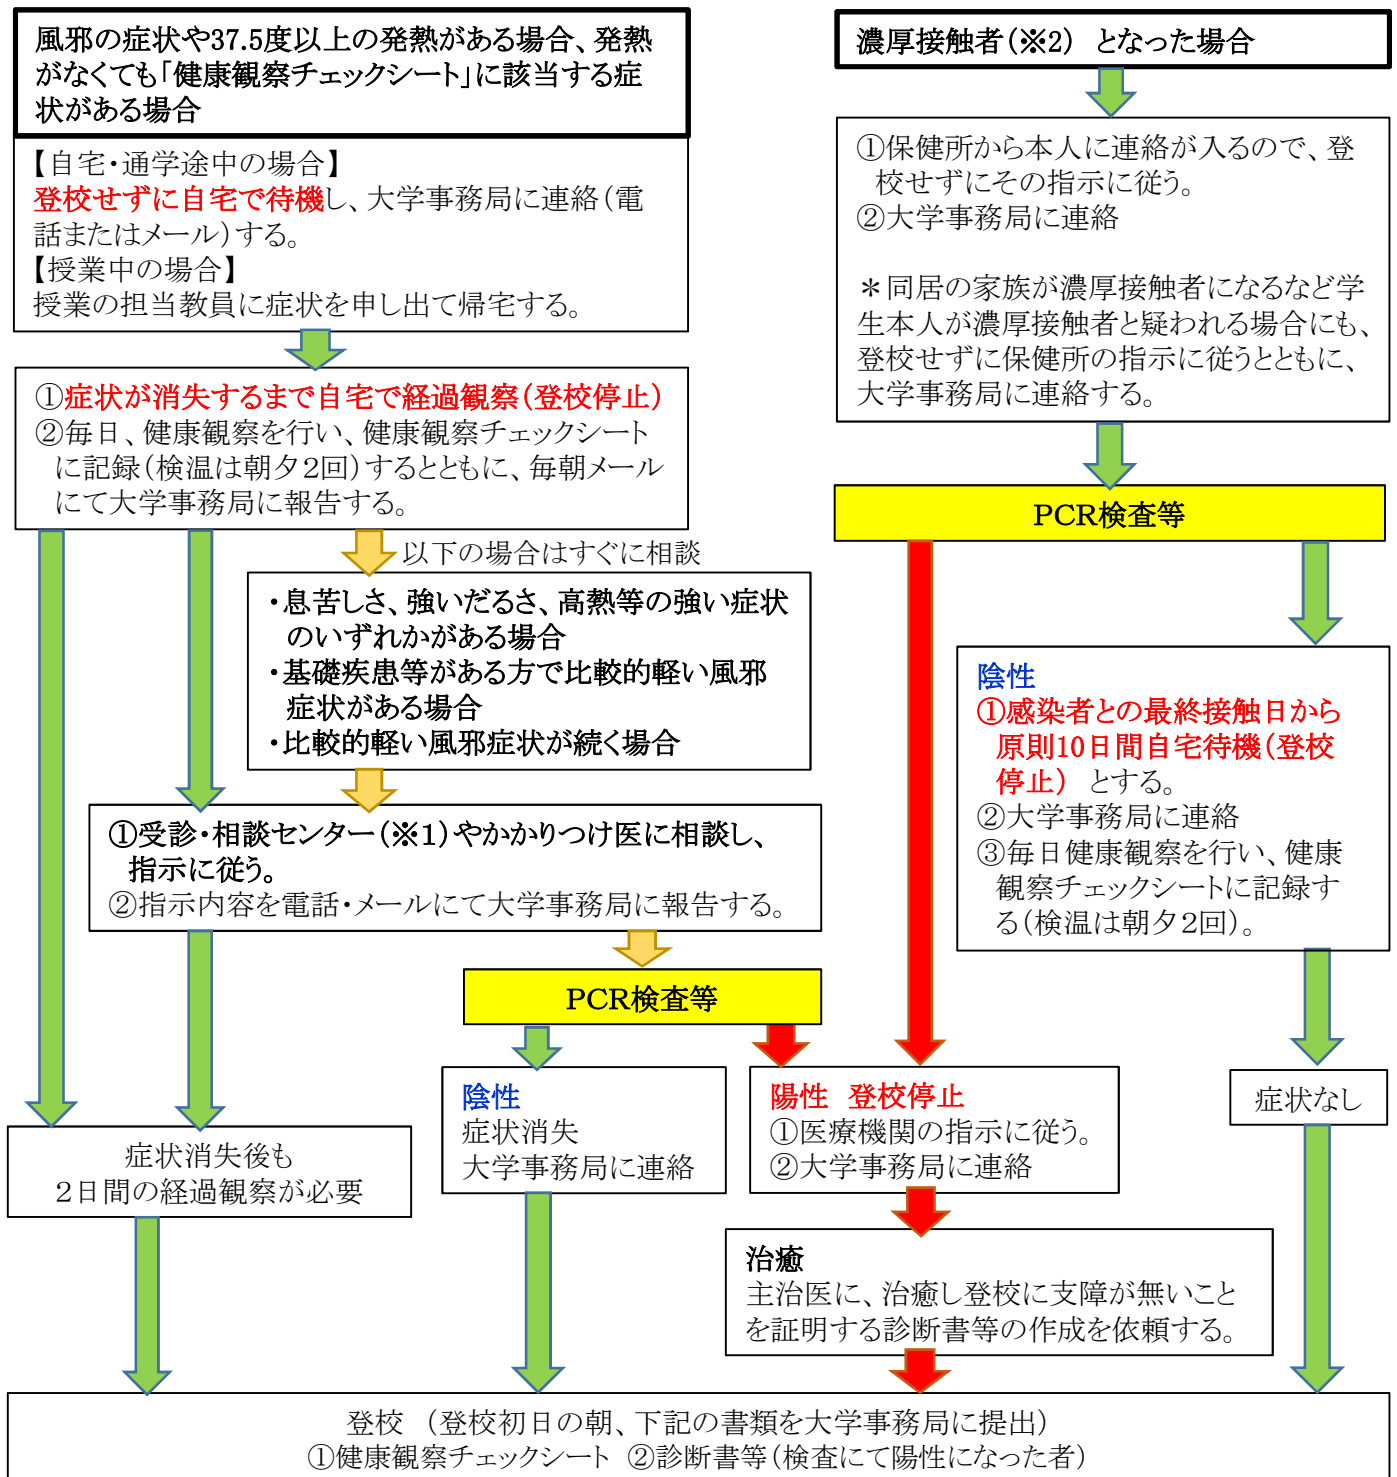 風邪の症状や37.5度以上の発熱がある場合、発熱
がなくても「健康観察チェックシート」に該当する症
状がある場合
【自宅・通学途中の場合】
登校せずに自宅で待機し、大学事務局に連絡(電
話またはメール)する。
【授業中の場合】
授業の担当教員に症状を申し出て帰宅する。
①症状が消失するまで自宅で経過観察(登校停止)
②毎日、健康観察を行い、健康観察チェックシート
に記録(検温は朝夕2回)するとともに、毎朝メール
にて大学事務局に報告する。
以下の場合はすぐに相談
・息苦しさ、強いだるさ、高熱等の強い症状
のいずれかがある場合
・基礎疾患等がある方で比較的軽い風邪
症状がある場合
・比較的軽い風邪症状が続く場合
①受診・相談センター(※1)やかかりつけ医に相談し、
指示に従う。
②指示内容を電話・メールにて大学事務局に報告する。
PCR検査等
陰性
症状消失
大学事務局に連絡
症状消失後も
2日間の経過観察が必要
濃厚接触者(※2) となった場合
①保健所から本人に連絡が入るので、登
校せずにその指示に従う。
②大学事務局に連絡
＊同居の家族が濃厚接触者になるなど学
生本人が濃厚接触者と疑われる場合にも、
登校せずに保健所の指示に従うとともに、
大学事務局に連絡する。
PCR検査等
陰性
①感染者との最終接触日から
原則10日間自宅待機(登校
停止) とする。
②大学事務局に連絡
③毎日健康観察を行い、健康
観察チェックシートに記録す
る(検温は朝夕2回)。
症状なし
陽性 登校停止
①医療機関の指示に従う。
②大学事務局に連絡
治癒
主治医に、治癒し登校に支障が無いこと
を証明する診断書等の作成を依頼する。
登校 (登校初日の朝、下記の書類を大学事務局に提出)
①健康観察チェックシート ②診断書等(検査にて陽性になった者)